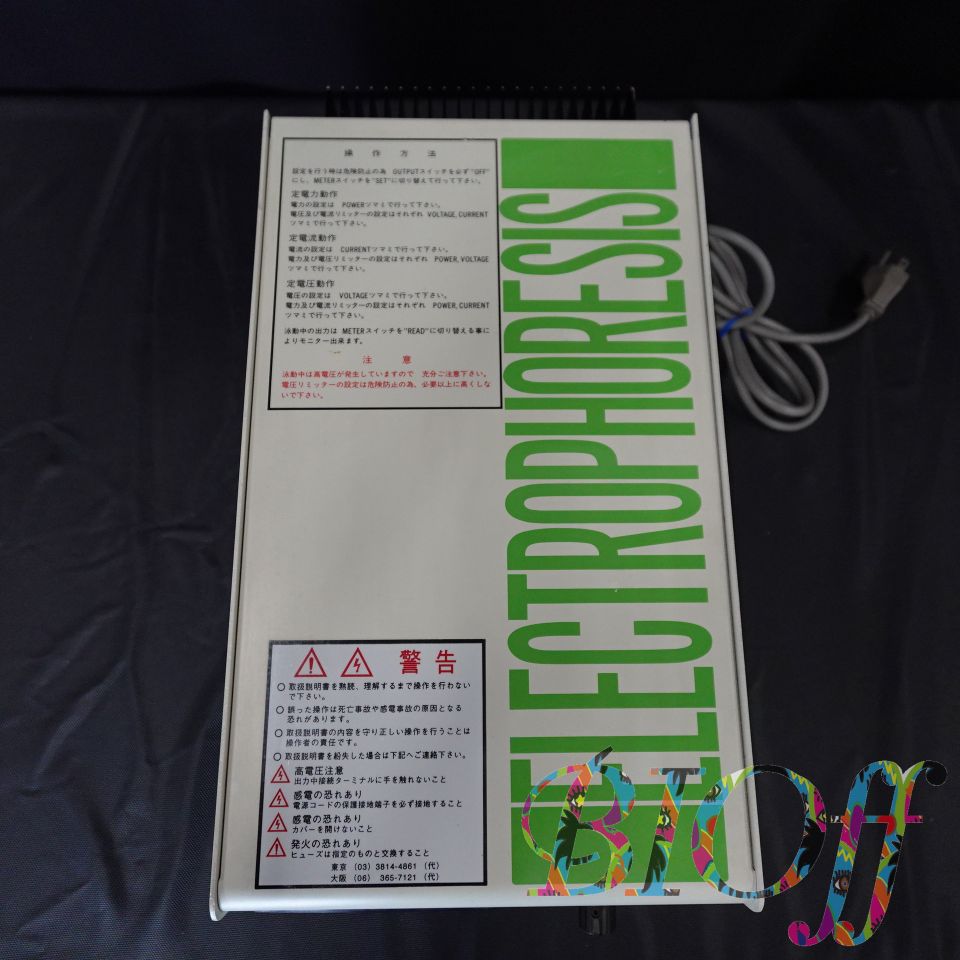 操作方法
設定を行う時は危険防止の為 OUTPUTスイッチを必ず"OFF"
にし、METERスイッチを"SET"に切り替えて行って下さい。
定電力動作
電力の設定は POWERツマミで行って下さい。
電圧及び電流リミッターの設定はそれぞれ VOLTAGE, CURRENT
ツマミで行って下さい。
定電流動作
電流の設定は CURRENTツマミで行って下さい。
電力及び電圧リミッターの設定はそれぞれ POWER, VOLTAGE
ツマミで行って下さい。
定電圧動作
電圧の設定は VOLTAGEツマミで行って下さい。
電力及び電流リミッターの設定はそれぞれ POWER, CURRENT
ツマミで行って下さい。
泳動中の出力は METERスイッチを"READ"に切り替える事に
よりモニター出来ます。
注意
泳動中は高電圧が発生していますので 充分ご注意下さい。
電圧リミッターの設定は危険防止の為、必要以上に高くしな
いで下さい。
ELECTROPHORESIS
警告
○取扱説明書を熟読、理解するまで操作を行わない
で下さい。
○誤った操作は死亡事故や感電事故の原因となる
恐れがあります。
○取扱説明書の内容を守り正しい操作を行うことは
操作者の責任です。
○取扱説明書を紛失した場合は下記へご連絡下さい。
高電圧注意
出力中接続ターミナルに手を触れないこと
感電の恐れあり
電源コードの保護接地端子を必ず接地すること
感電の恐れあり
カバーを開けないこと
発火の恐れあり
ヒューズは指定のものと交換すること
東京 (03) 3814-4861 (代)
大阪 (06) 365-7121 (代)
BIOff